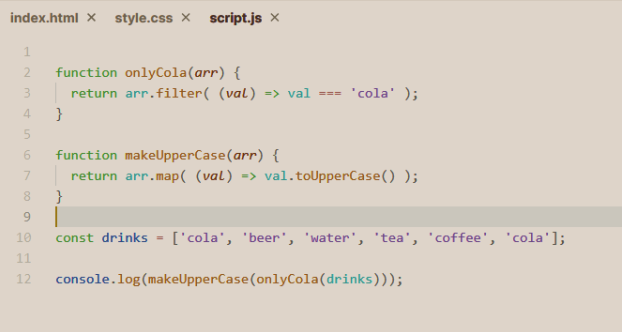 index.html × style.css × script.js ×
1
2 function onlyCola(arr) {
3 return arr.filter( (val) => val === 'cola' );
4 }
5
6 function makeUpperCase(arr) {
7 return arr.map( (val) => val.toUpperCase() );
8 }
9
10 const drinks = ['cola', 'beer', 'water', 'tea', 'coffee', 'cola'];
11
12 console.log(makeUpperCase(onlyCola(drinks)));